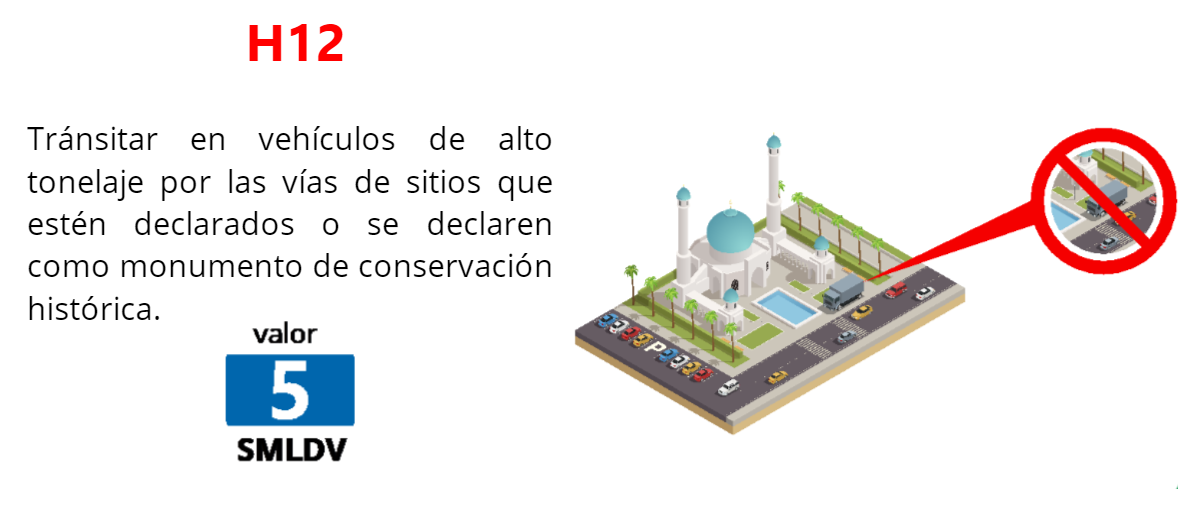 H12
Tránsitar en vehículos de alto
tonelaje por las vías de sitios que
estén declarados o se declaren
como monumento de conservación
histórica.
valor
5
SMLDV
P